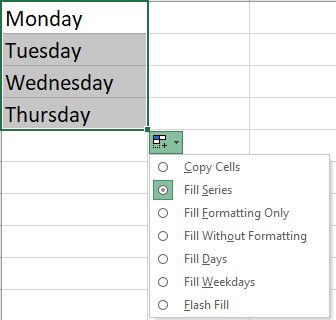 Monday
Tuesday
Wednesday
Thursday
Copy Cells
Fill Series
Fill Formatting Only
Fill Without Formatting
Fill Days
Fill Weekdays
Flash Fill